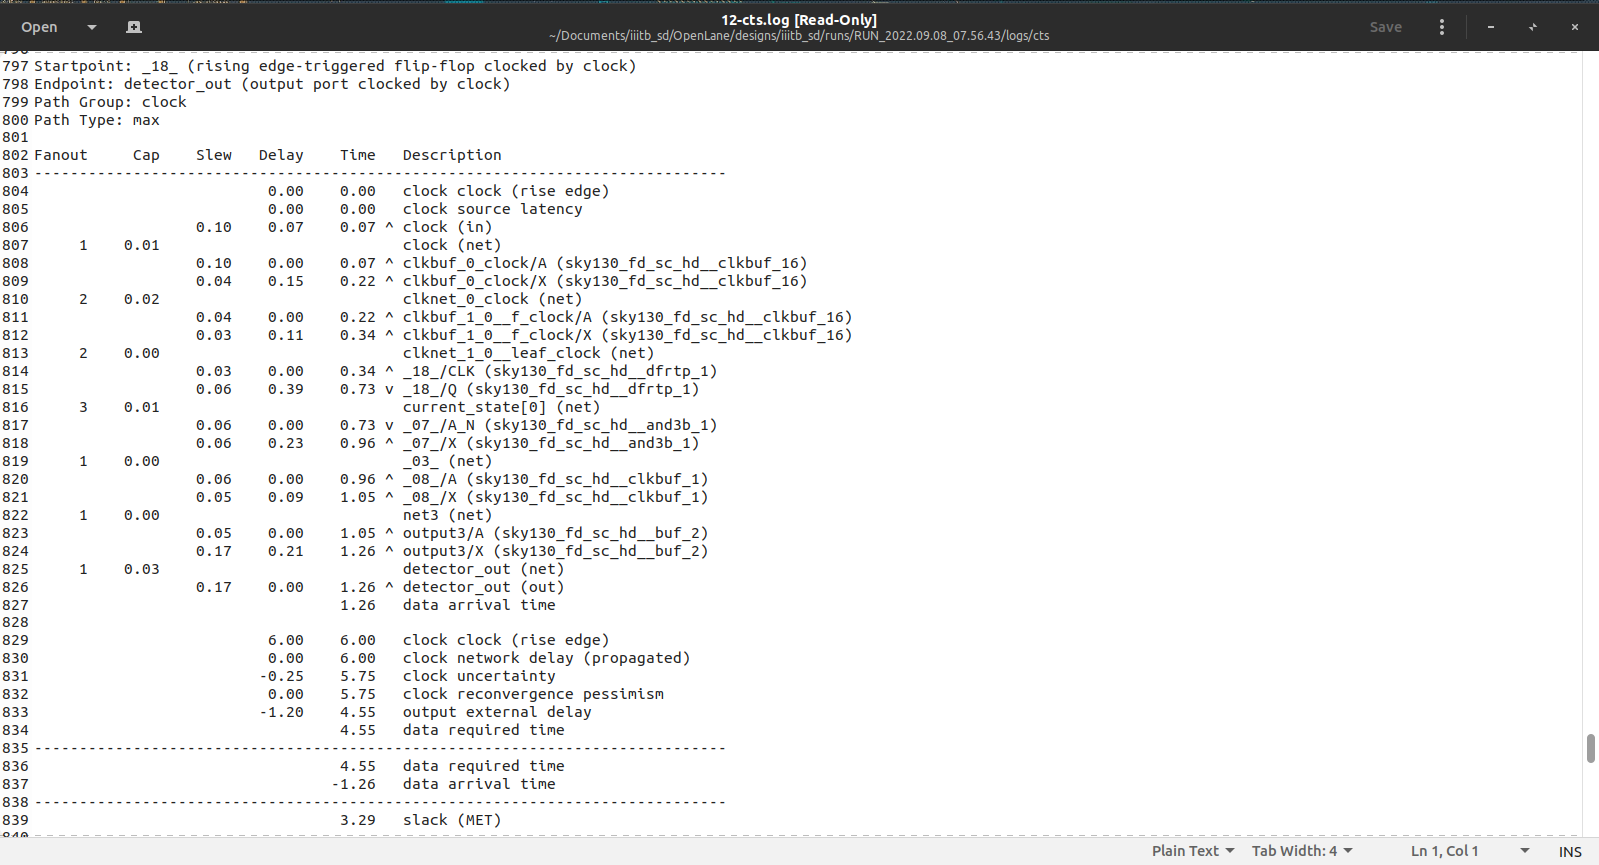 Open
12-cts.log [Read-Only]
~/Documents/iiitb_sd/OpenLane/designs/iiitb_sd/runs/RUN_2022.09.08_07.56.43/logs/cts
Save
796
797 Startpoint: _18_ (rising edge-triggered flip-flop clocked by clock)
798 Endpoint: detector_out (output port clocked by clock)
799 Path Group: clock
800 Path Type: max
801
802 Fanout     Cap    Slew   Delay    Time   Description
803 -----------------------------------------------------------------------------
804                           0.00    0.00   clock clock (rise edge)
805                           0.00    0.00   clock source latency
806                   0.10    0.07    0.07 ^ clock (in)
807      1    0.01                           clock (net)
808                   0.10    0.00    0.07 ^ clkbuf_0_clock/A (sky130_fd_sc_hd__clkbuf_16)
809                   0.04    0.15    0.22 ^ clkbuf_0_clock/X (sky130_fd_sc_hd__clkbuf_16)
810      2    0.02                           clknet_0_clock (net)
811                   0.04    0.00    0.22 ^ clkbuf_1_0__f_clock/A (sky130_fd_sc_hd__clkbuf_16)
812                   0.03    0.11    0.34 ^ clkbuf_1_0__f_clock/X (sky130_fd_sc_hd__clkbuf_16)
813      2    0.00                           clknet_1_0__leaf_clock (net)
814                   0.03    0.00    0.34 ^ _18_/CLK (sky130_fd_sc_hd__dfrtp_1)
815                   0.06    0.39    0.73 v _18_/Q (sky130_fd_sc_hd__dfrtp_1)
816      3    0.01                           current_state[0] (net)
817                   0.06    0.00    0.73 v _07_/A_N (sky130_fd_sc_hd__and3b_1)
818                   0.06    0.23    0.96 ^ _07_/X (sky130_fd_sc_hd__and3b_1)
819      1    0.00                           _03_ (net)
820                   0.06    0.00    0.96 ^ _08_/A (sky130_fd_sc_hd__clkbuf_1)
821                   0.05    0.09    1.05 ^ _08_/X (sky130_fd_sc_hd__clkbuf_1)
822      1    0.00                           net3 (net)
823                   0.05    0.00    1.05 ^ output3/A (sky130_fd_sc_hd__buf_2)
824                   0.17    0.21    1.26 ^ output3/X (sky130_fd_sc_hd__buf_2)
825      1    0.03                           detector_out (net)
826                   0.17    0.00    1.26 ^ detector_out (out)
827                                   1.26   data arrival time
828
829                           6.00    6.00   clock clock (rise edge)
830                           0.00    6.00   clock network delay (propagated)
831                          -0.25    5.75   clock uncertainty
832                           0.00    5.75   clock reconvergence pessimism
833                          -1.20    4.55   output external delay
834                                   4.55   data required time
835 -----------------------------------------------------------------------------
836                                   4.55   data required time
837                                  -1.26   data arrival time
838 -----------------------------------------------------------------------------
839                                   3.29   slack (MET)
840
Plain Text
Tab Width: 4
Ln 1, Col 1
INS